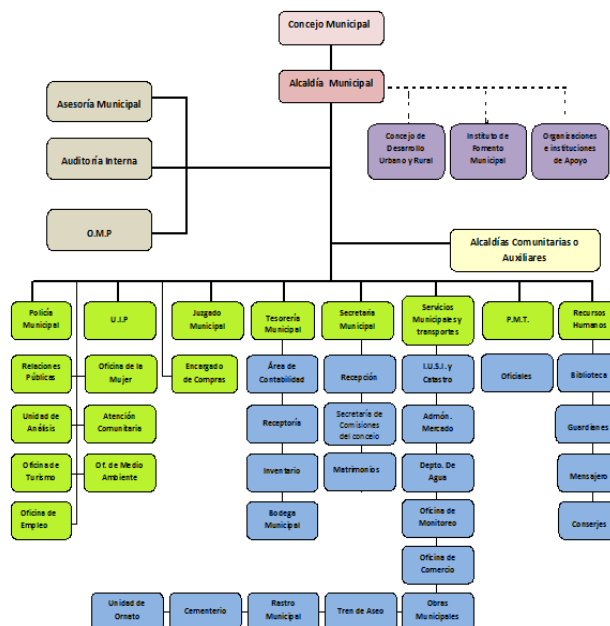 Concejo Municipal
Alcaldía Municipal
Asesoría Municipal
Auditoría Interna
O.M.P
Concejo de
Desarrollo
Urbano y Rural
Instituto de
Fomento
Municipal
Organizaciones
e instituciones
de Apoyo
Alcaldías Comunitarias o
Auxiliares
Policía
Municipal
U.I.P
Juzgado
Municipal
Tesorería
Municipal
Secretaria
Municipal
Servicios
Municipales y
transportes
P.M.T.
Recursos
Humanos
Relaciones
Públicas
Oficina de la
Mujer
Encargado
de Compras
Área de
Contabilidad
Recepción
I.U.S.I. y
Catastro
Oficiales
Biblioteca
Unidad de
Análisis
Atención
Comunitaria
Receptoría
Secretaría de
Comisiones
del concejo
Admón.
Mercado
Guardianes
Oficina de
Turismo
Of. de Medio
Ambiente
Inventario
Matrimonios
Depto. De
Agua
Mensajero
Oficina de
Empleo
Bodega
Municipal
Oficina de
Monitoreo
Conserjes
Oficina de
Comercio
Unidad de
Ornato
Cementerio
Rastro
Municipal
Tren de Aseo
Obras
Municipales